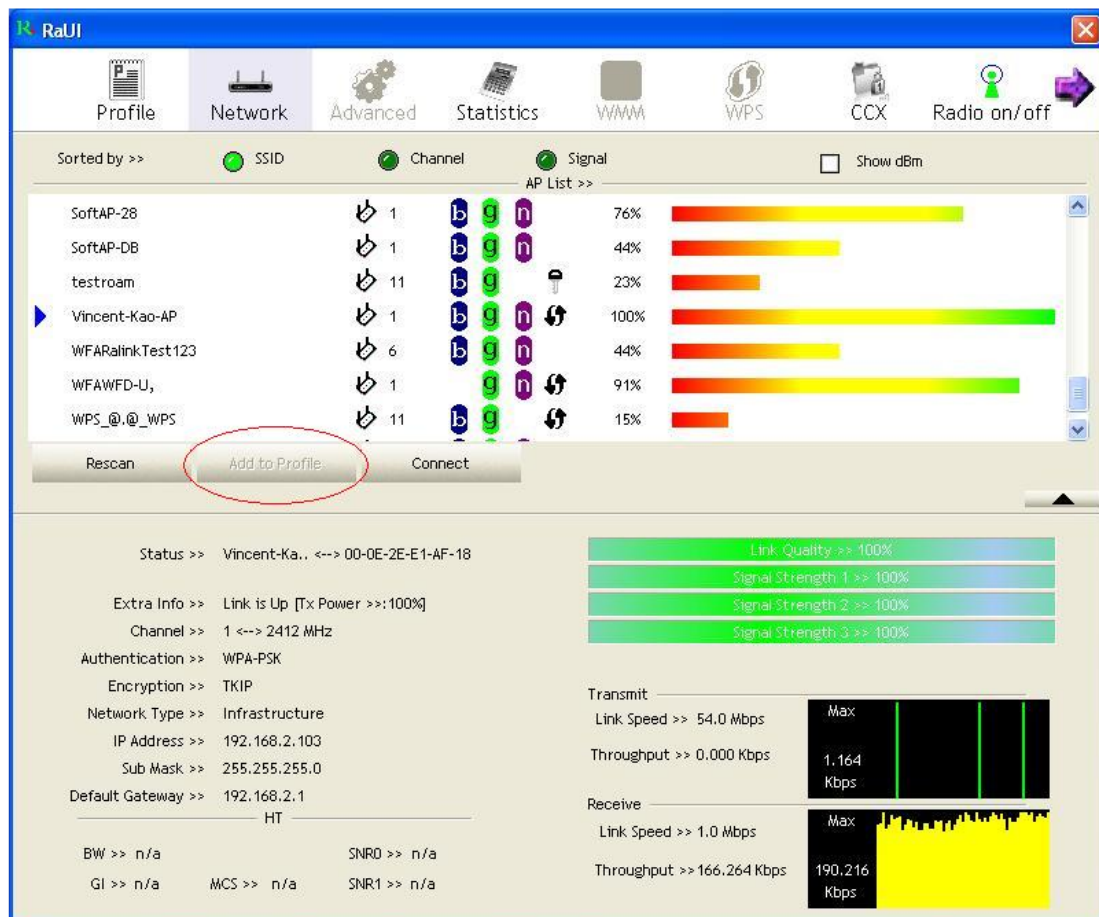 RaUI
Profile Network Advanced Statistics WMM WPS CCX Radio on/off
Sorted by >> SSID Channel Signal Show dBm
AP List >>
SoftAP-28 1 b g n 76%
SoftAP-DB 1 b g n 44%
testroam 11 b g 23%
Vincent-Kao-AP 1 b g n 100%
WFARalinkTest123 6 b g n 44%
WFAWFD-U, 1 g n 91%
WPS_@.@_WPS 11 b g 15%
Rescan Add to Profile Connect
Status >> Vincent-Ka.. <--> 00-0E-2E-E1-AF-18
Extra Info >> Link is Up [Tx Power >>:100%]
Channel >> 1 <--> 2412 MHz
Authentication >> WPA-PSK
Encryption >> TKIP
Network Type >> Infrastructure
IP Address >> 192.168.2.103
Sub Mask >> 255.255.255.0
Default Gateway >> 192.168.2.1
HT
BW >> n/a SNR0 >> n/a
GI >> n/a MCS >> n/a SNR1 >> n/a
Link Quality >> 100%
Signal Strength 1 >> 100%
Signal Strength 2 >> 100%
Signal Strength 3 >> 100%
Transmit
Link Speed >> 54.0 Mbps
Throughput >> 0.000 Kbps
Max
1.164
Kbps
Receive
Link Speed >> 1.0 Mbps
Throughput >> 166.264 Kbps
Max
190.216
Kbps